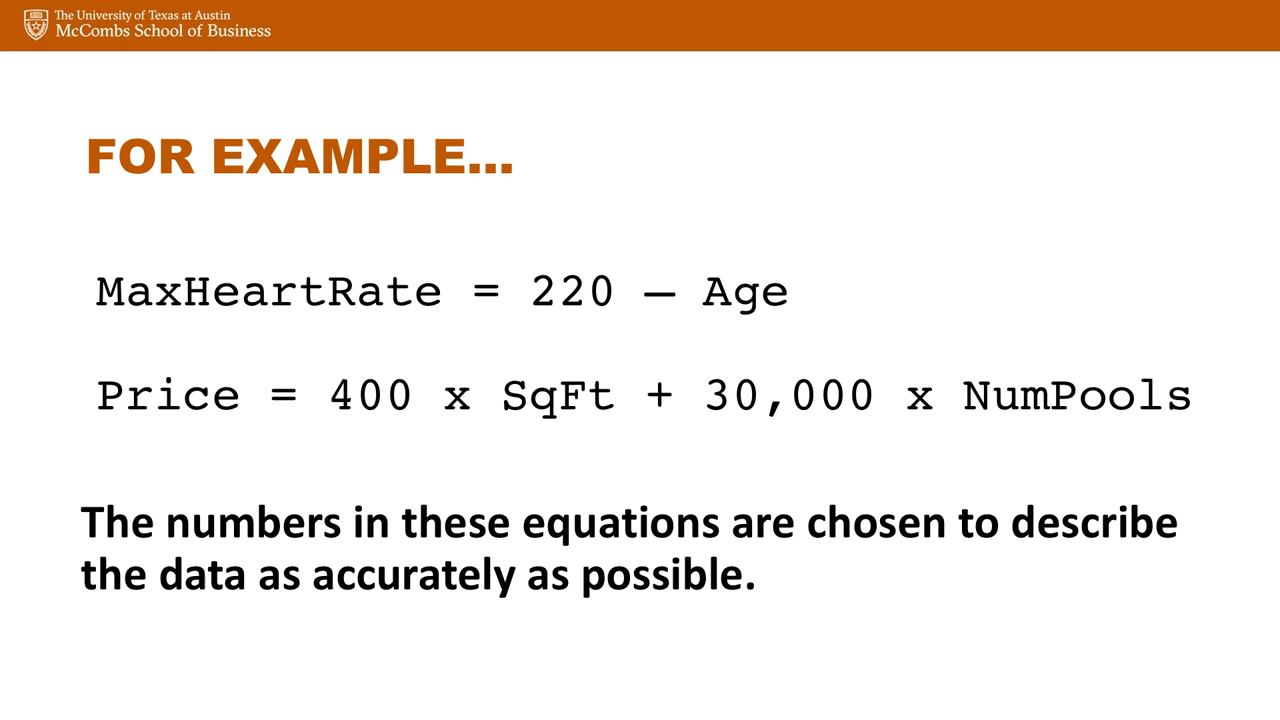 The University of Texas at Austin
McCombs School of Business
FOR EXAMPLE...
MaxHeartRate = 220 – Age
Price = 400 x SqFt + 30,000 x NumPools
The numbers in these equations are chosen to describe
the data as accurately as possible.